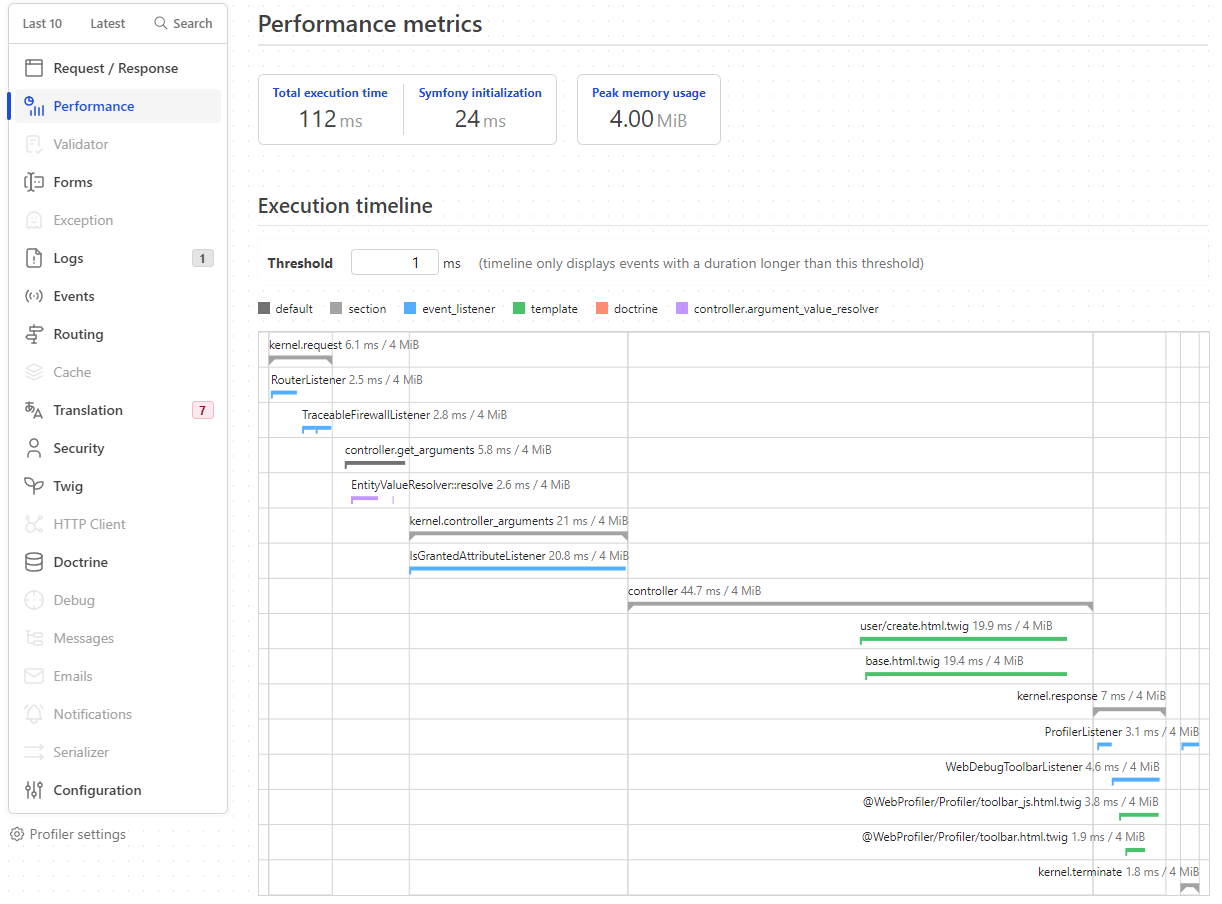 Last 10 Latest Search
Request / Response
Performance
Validator
Forms
Exception
Logs 1
Events
Routing
Cache
Translation 7
Security
Twig
HTTP Client
Doctrine
Debug
Messages
Emails
Notifications
Serializer
Configuration
Profiler settings
Performance metrics
Total execution time Symfony initialization Peak memory usage
112 ms 24 ms 4.00 MiB
Execution timeline
Threshold 1 ms (timeline only displays events with a duration longer than this threshold)
default section event_listener template doctrine controller.argument_value_resolver
kernel.request 6.1 ms / 4 MiB
RouterListener 2.5 ms / 4 MiB
TraceableFirewallListener 2.8 ms / 4 MiB
controller.get_arguments 5.8 ms / 4 MiB
EntityValueResolver::resolve 2.6 ms / 4 MiB
kernel.controller_arguments 21 ms / 4 MiB
IsGrantedAttributeListener 20.8 ms / 4 MiB
controller 44.7 ms / 4 MiB
user/create.html.twig 19.9 ms / 4 MiB
base.html.twig 19.4 ms / 4 MiB
kernel.response 7 ms / 4 MiB
ProfilerListener 3.1 ms / 4 MiB
WebDebugToolbarListener 4.6 ms / 4 MiB
@WebProfiler/Profiler/toolbar_js.html.twig 3.8 ms / 4 MiB
@WebProfiler/Profiler/toolbar.html.twig 1.9 ms / 4 MiB
kernel.terminate 1.8 ms / 4 MiB